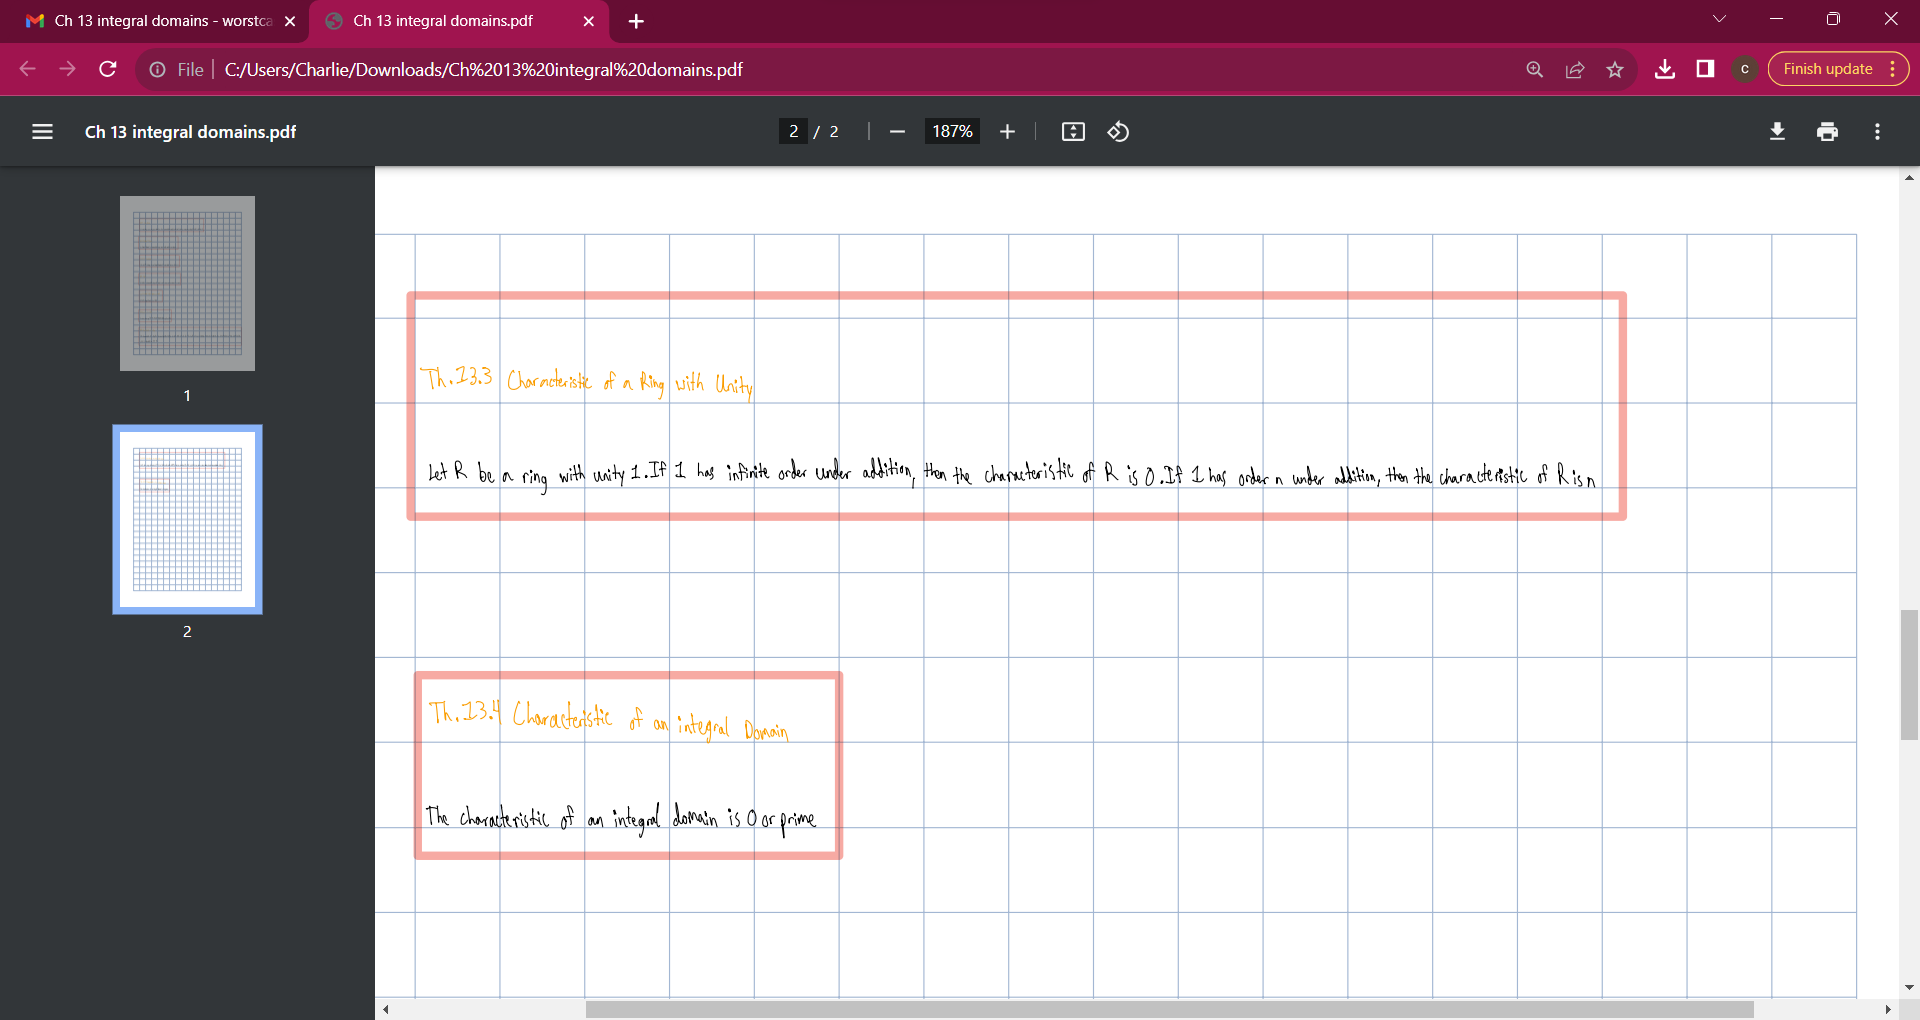 Ch 13 integral domains - worstca
Ch 13 integral domains.pdf
File
C:/Users/Charlie/Downloads/Ch%2013%20integral%20domains.pdf
C
Finish update
Ch 13 integral domains.pdf
2 / 2
187%
1
2
Th.13.3 Characteristic of a Ring with Unity
Let R be a ring with unity 1. If 1 has infinite order under addition, then the characteristic of R is 0. If 1 has order n under addition, then the characteristic of R is n
Th.13.4 Characteristic of an integral Domain
The characteristic of an integral domain is 0 or prime